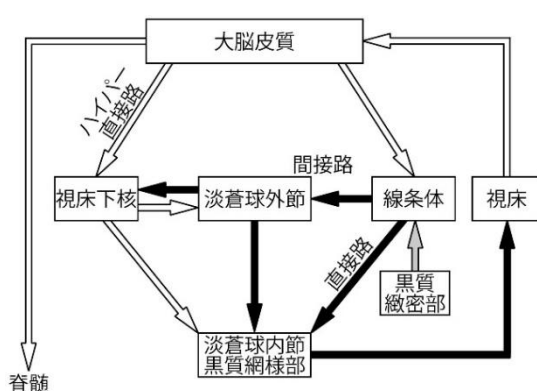 大脳皮質
ハイパー
直接路
間接路
視床下核
淡蒼球外節
線条体
視床
直接路
黒質
緻密部
淡蒼球内節
黒質網様部
脊髄